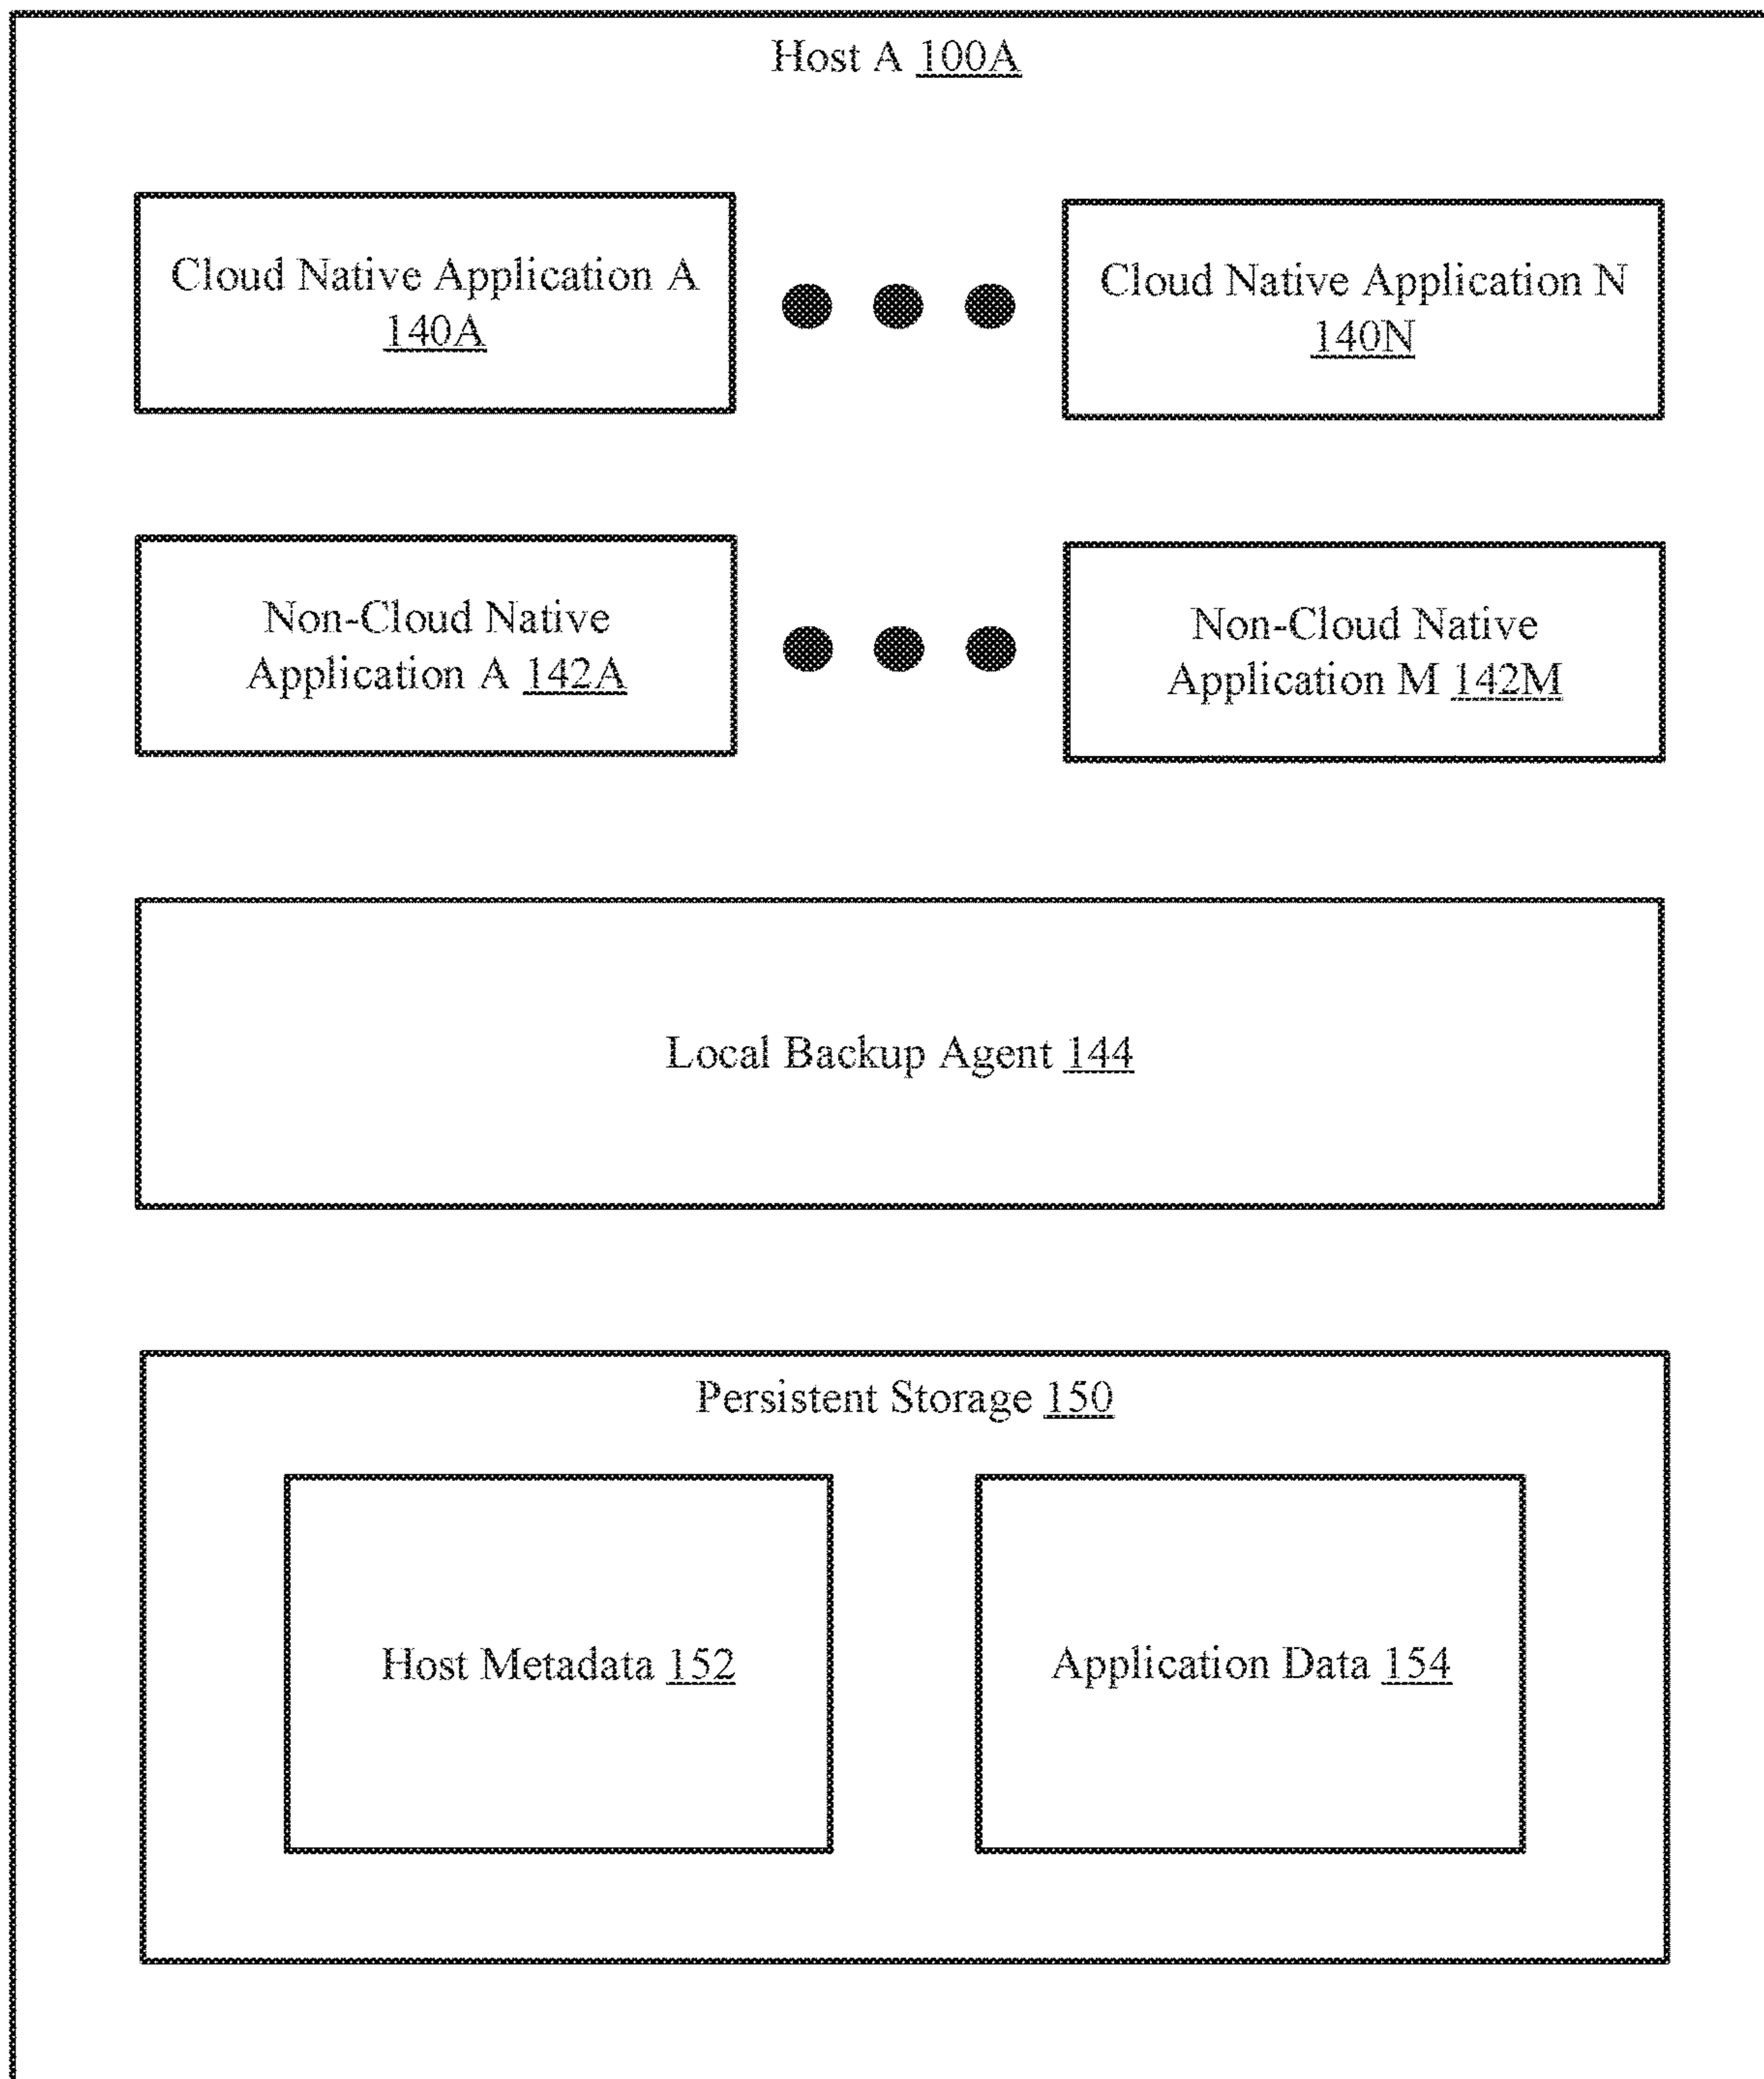 Host A 100A
Cloud Native Application A
140A
Cloud Native Application N
140N
Non-Cloud Native
Application A 142A
Non-Cloud Native
Application M 142M
Local Backup Agent 144
Persistent Storage 150
Host Metadata 152
Application Data 154